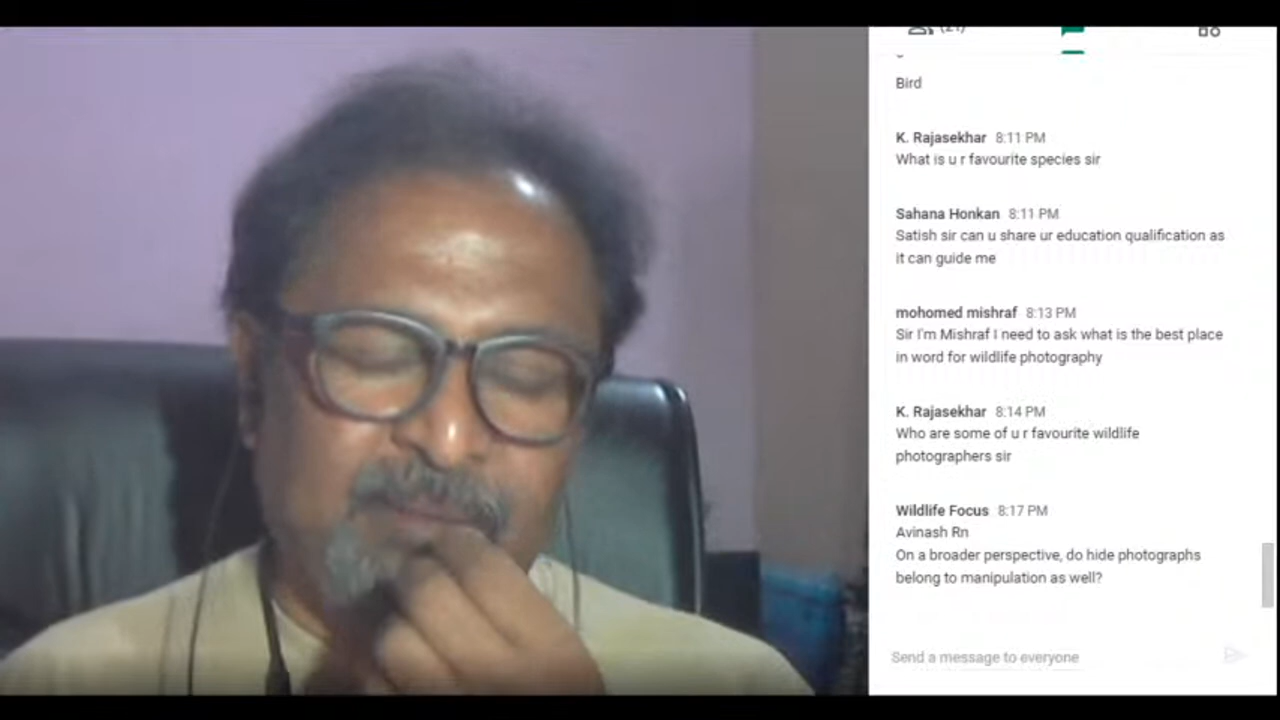 Bird
K. Rajasekhar 8:11 PM
What is u r favourite species sir
Sahana Honkan 8:11 PM
Satish sir can u share ur education qualification as
it can guide me
mohomed mishraf 8:13 PM
Sir I'm Mishraf I need to ask what is the best place
in word for wildlife photography
K. Rajasekhar 8:14 PM
Who are some of u r favourite wildlife
photographers sir
Wildlife Focus 8:17 PM
Avinash Rn
On a broader perspective, do hide photographs
belong to manipulation as well?
Send a message to everyone